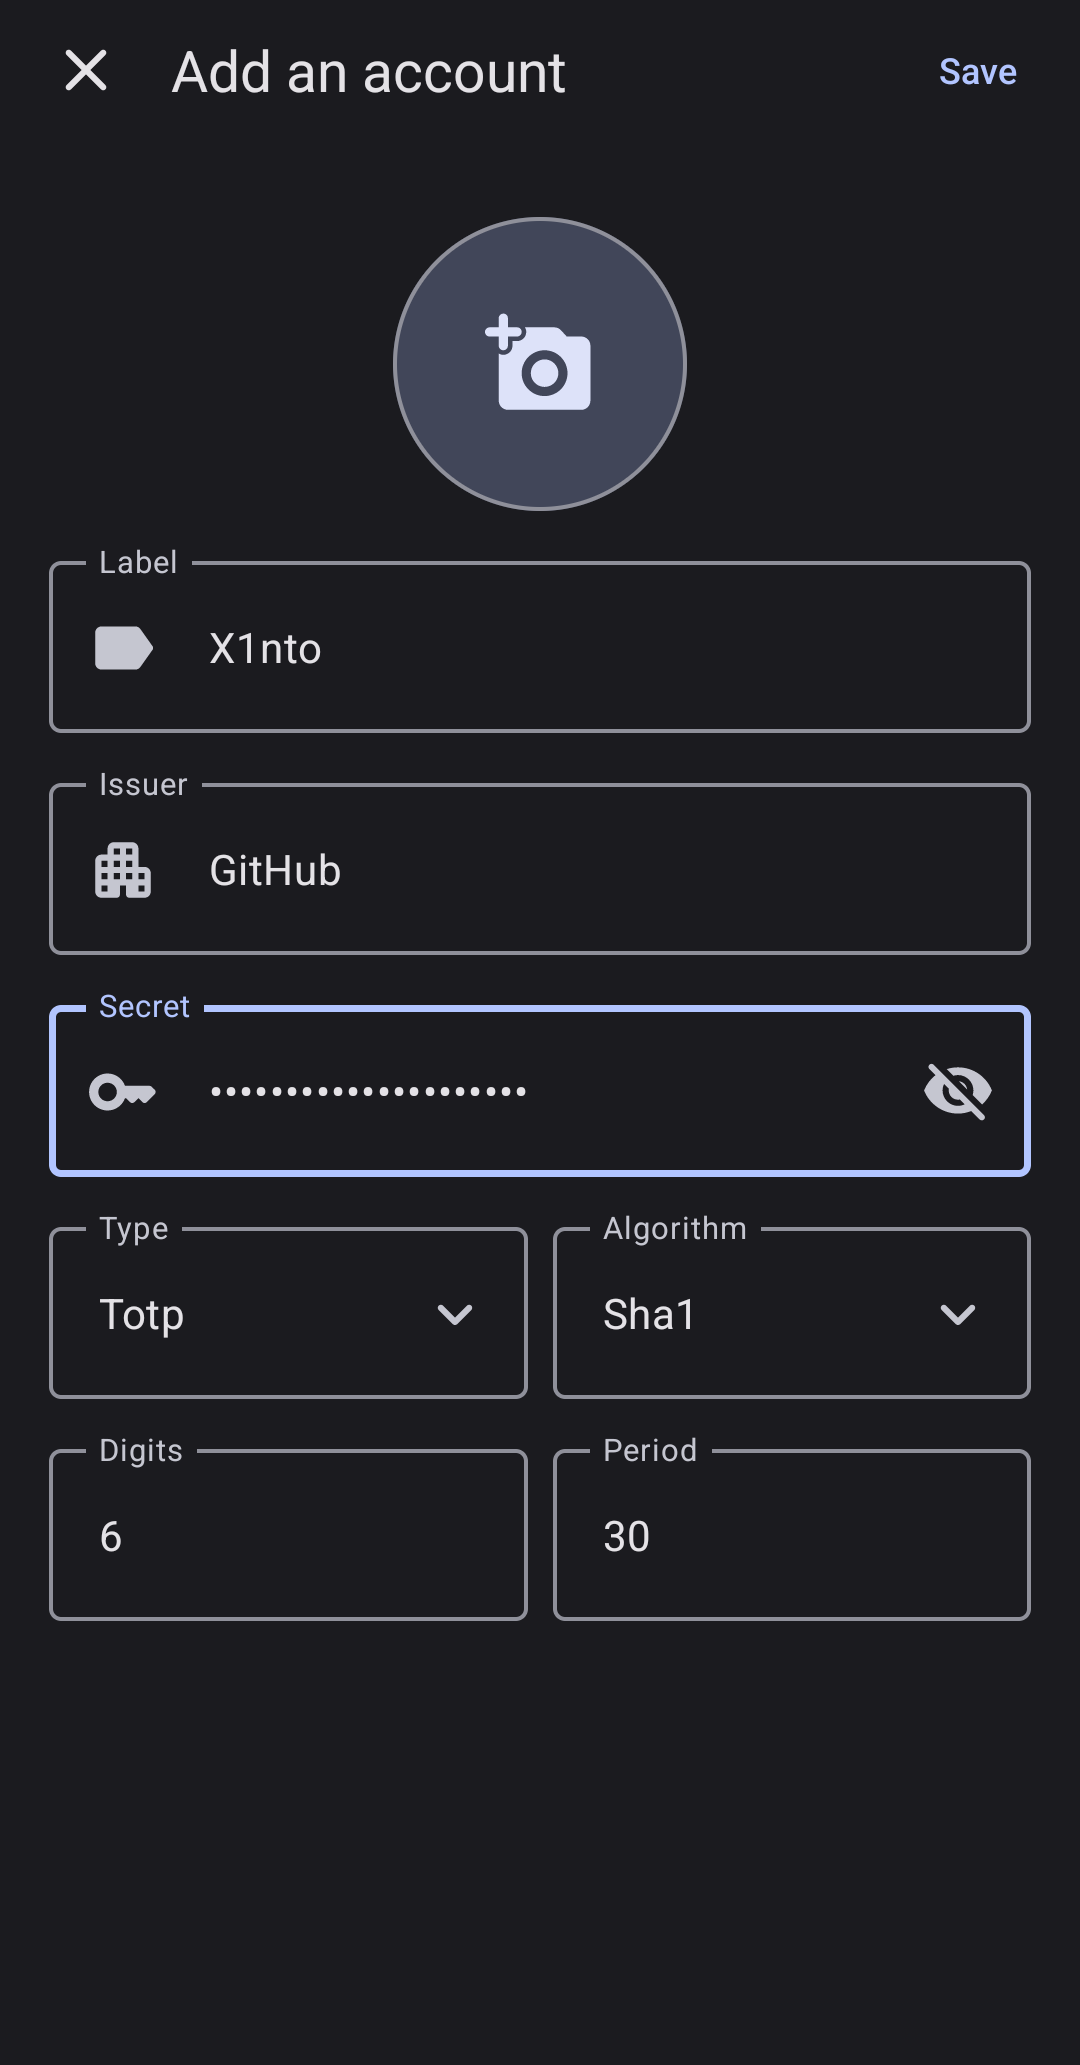 Add an account
Save
Label
X1nto
Issuer
GitHub
Secret
•••••••••••••••••••••
Type
Totp
Algorithm
Sha1
Digits
6
Period
30